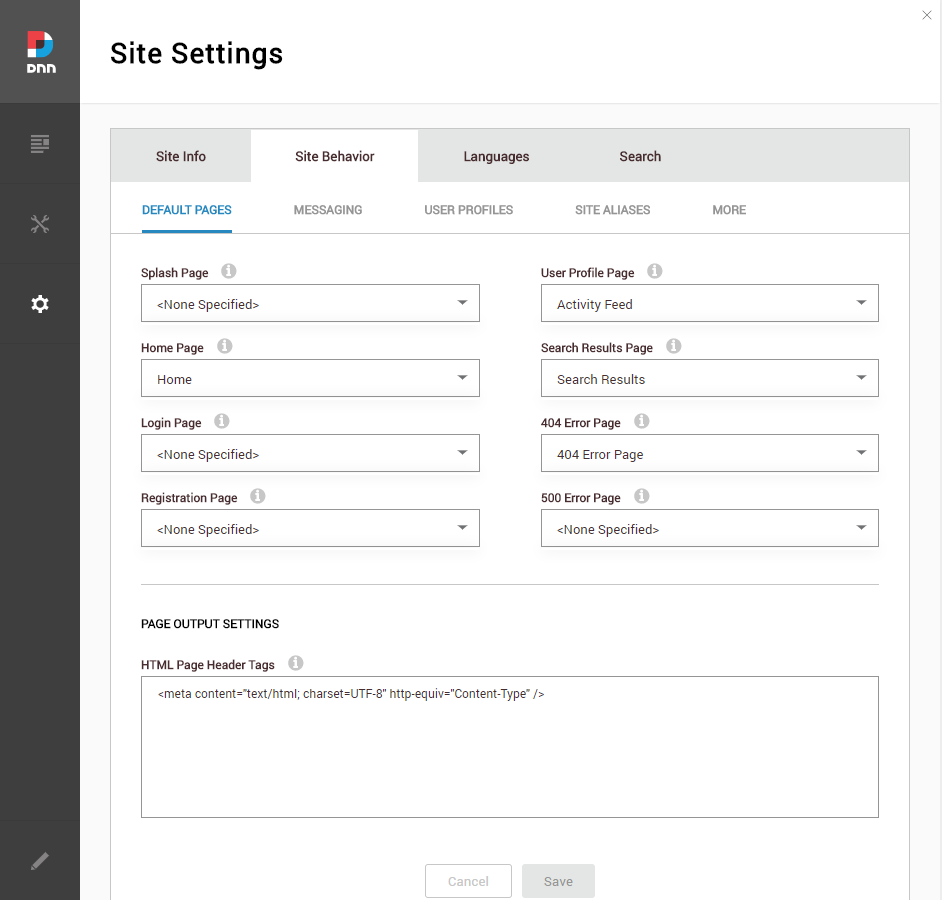 DNN
Site Settings
Site Info Site Behavior Languages Search
DEFAULT PAGES MESSAGING USER PROFILES SITE ALIASES MORE
Splash Page
<None Specified>
User Profile Page
Activity Feed
Home Page
Home
Search Results Page
Search Results
Login Page
<None Specified>
404 Error Page
404 Error Page
Registration Page
<None Specified>
500 Error Page
<None Specified>
PAGE OUTPUT SETTINGS
HTML Page Header Tags
<meta content="text/html; charset=UTF-8" http-equiv="Content-Type" />
Cancel Save